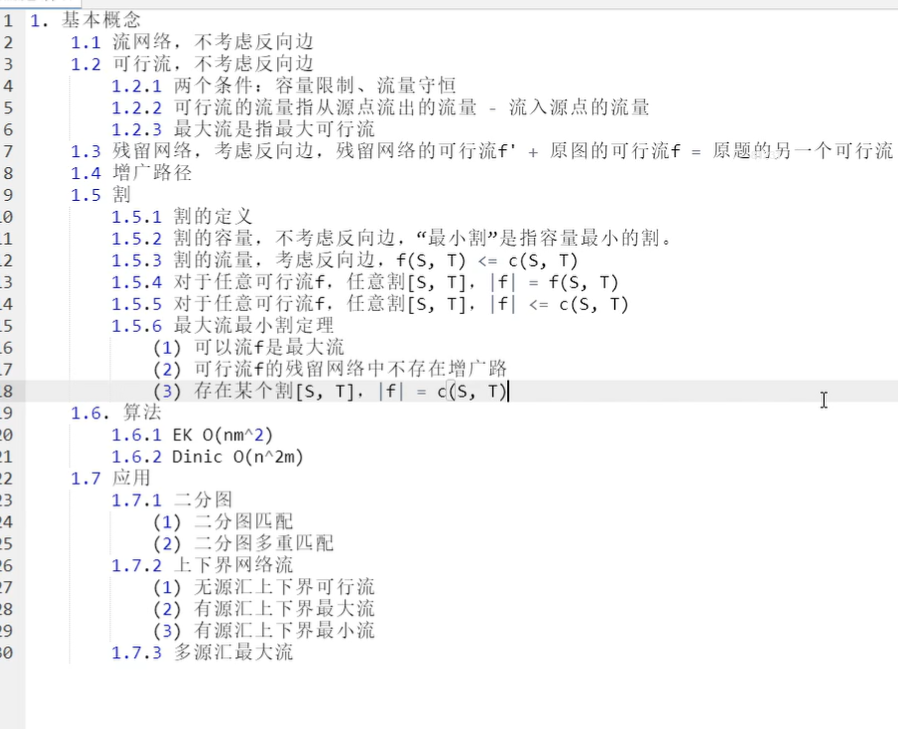 1 1. 基本概念
2 1.1 流网络，不考虑反向边
3 1.2 可行流，不考虑反向边
4 1.2.1 两个条件：容量限制、流量守恒
5 1.2.2 可行流的流量指从源点流出的流量 - 流入源点的流量
6 1.2.3 最大流是指最大可行流
7 1.3 残留网络，考虑反向边，残留网络的可行流f' + 原图的可行流f = 原题的另一个可行流
8 1.4 增广路径
9 1.5 割
0 1.5.1 割的定义
1 1.5.2 割的容量，不考虑反向边，“最小割”是指容量最小的割。
2 1.5.3 割的流量，考虑反向边，f(S, T) <= c(S, T)
3 1.5.4 对于任意可行流f，任意割[S, T]，|f| = f(S, T)
4 1.5.5 对于任意可行流f，任意割[S, T]，|f| <= c(S, T)
5 1.5.6 最大流最小割定理
6 (1) 可以流f是最大流
7 (2) 可行流f的残留网络中不存在增广路
8 (3) 存在某个割[S, T]，|f| = c(S, T)
9 1.6. 算法
20 1.6.1 EK O(nm^2)
21 1.6.2 Dinic O(n^2m)
22 1.7 应用
23 1.7.1 二分图
24 (1) 二分图匹配
25 (2) 二分图多重匹配
26 1.7.2 上下界网络流
27 (1) 无源汇上下界可行流
28 (2) 有源汇上下界最大流
29 (3) 有源汇上下界最小流
30 1.7.3 多源汇最大流